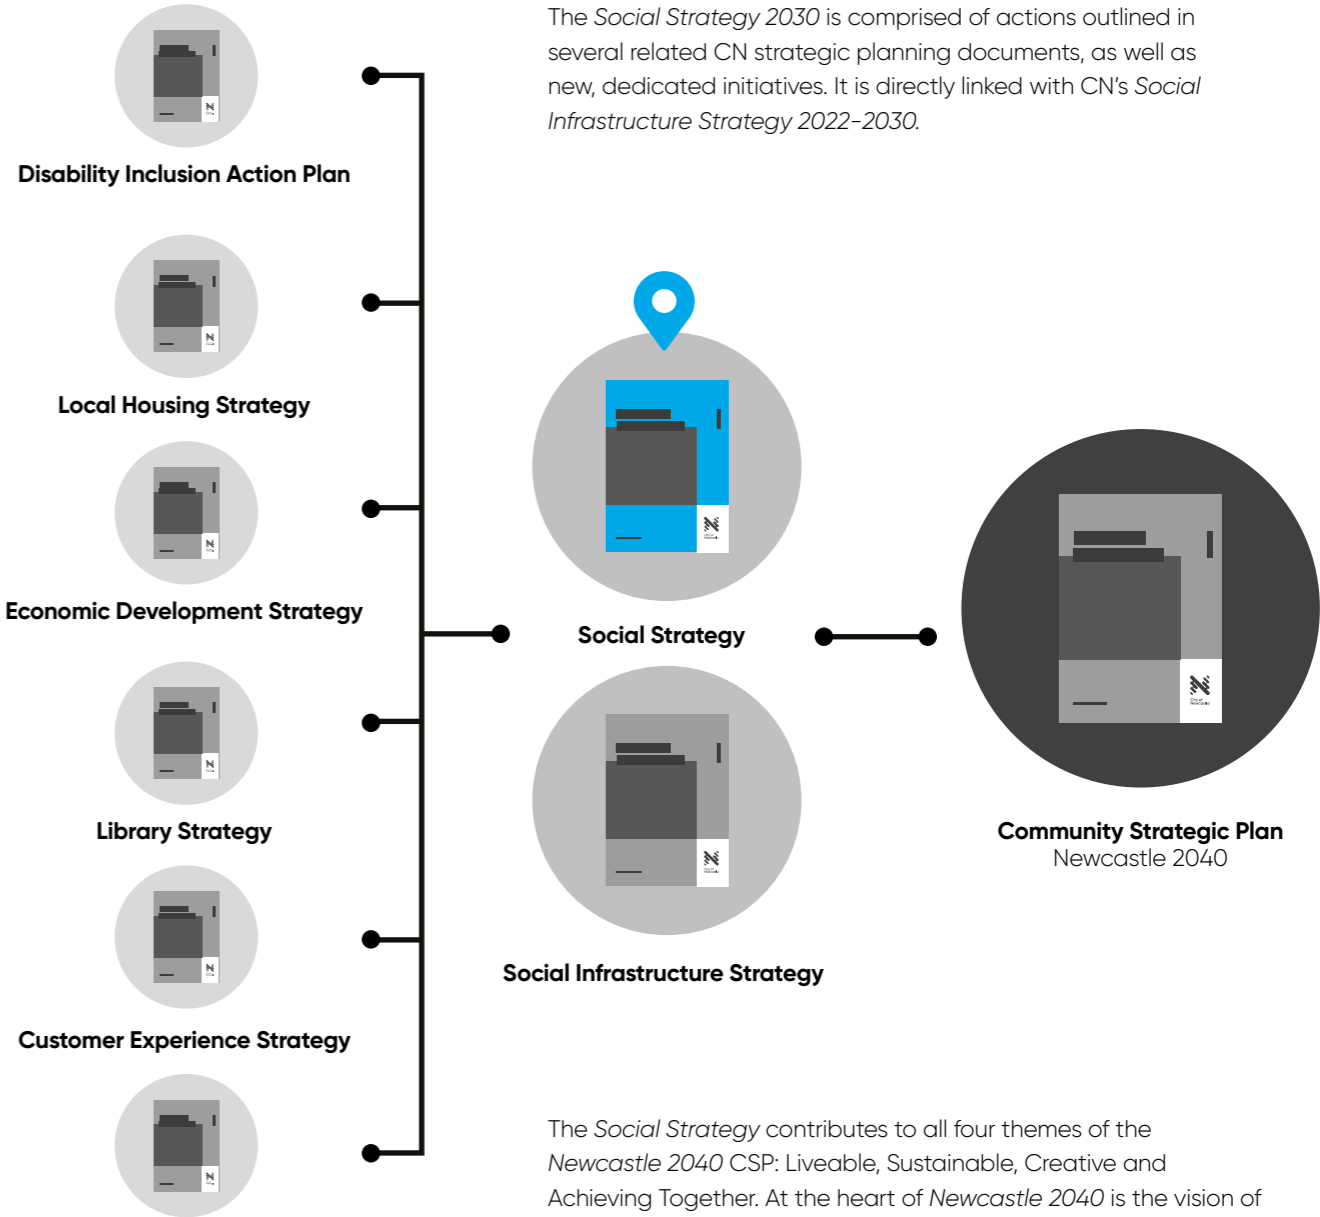 The Social Strategy 2030 is comprised of actions outlined in
several related CN strategic planning documents, as well as
new, dedicated initiatives. It is directly linked with CN's Social
Infrastructure Strategy 2022-2030.
Disability Inclusion Action Plan
Local Housing Strategy
Economic Development Strategy
Library Strategy
Customer Experience Strategy
Social Strategy
Social Infrastructure Strategy
City of
Newcastle
Community Strategic Plan
Newcastle 2040
The Social Strategy contributes to all four themes of the
Newcastle 2040 CSP: Liveable, Sustainable, Creative and
Achieving Together. At the heart of Newcastle 2040 is the vision of